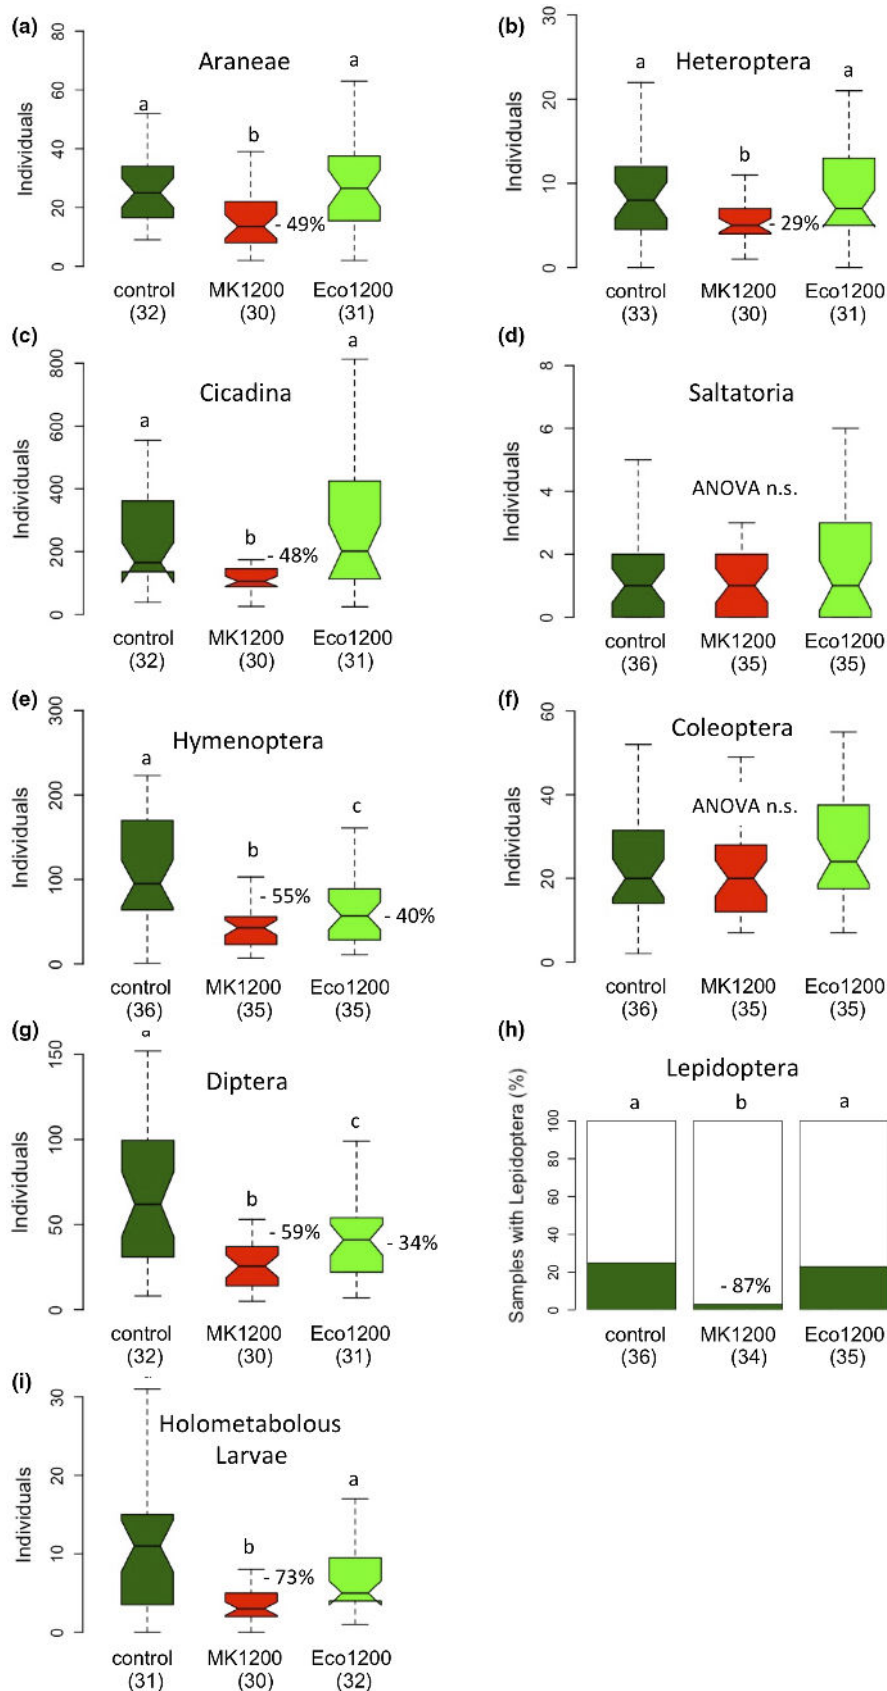 (a)
Araneae
Individuals
80
60
40
20
0
a
b
a
- 49%
control
MK1200
Eco1200
(32)
(30)
(31)
(b)
Heteroptera
Individuals
30
20
10
0
a
b
a
- 29%
control
MK1200
Eco1200
(33)
(30)
(31)
(c)
Cicadina
Individuals
800
600
400
200
0
a
b
a
- 48%
control
MK1200
Eco1200
(32)
(30)
(31)
(d)
Saltatoria
Individuals
8
6
4
2
0
ANOVA n.s.
control
MK1200
Eco1200
(36)
(35)
(35)
(e)
Hymenoptera
Individuals
300
200
100
0
a
b
c
- 55%
- 40%
control
MK1200
Eco1200
(36)
(35)
(35)
(f)
Coleoptera
Individuals
60
40
20
0
ANOVA n.s.
control
MK1200
Eco1200
(36)
(35)
(35)
(g)
Diptera
Individuals
150
100
50
0
a
b
c
- 59%
- 34%
control
MK1200
Eco1200
(32)
(30)
(31)
(h)
Lepidoptera
Samples with Lepidoptera (%)
100
80
60
40
20
0
a
b
a
- 87%
control
MK1200
Eco1200
(36)
(34)
(35)
(i)
Holometabolous
Larvae
Individuals
30
20
10
0
b
a
- 73%
control
MK1200
Eco1200
(31)
(30)
(32)